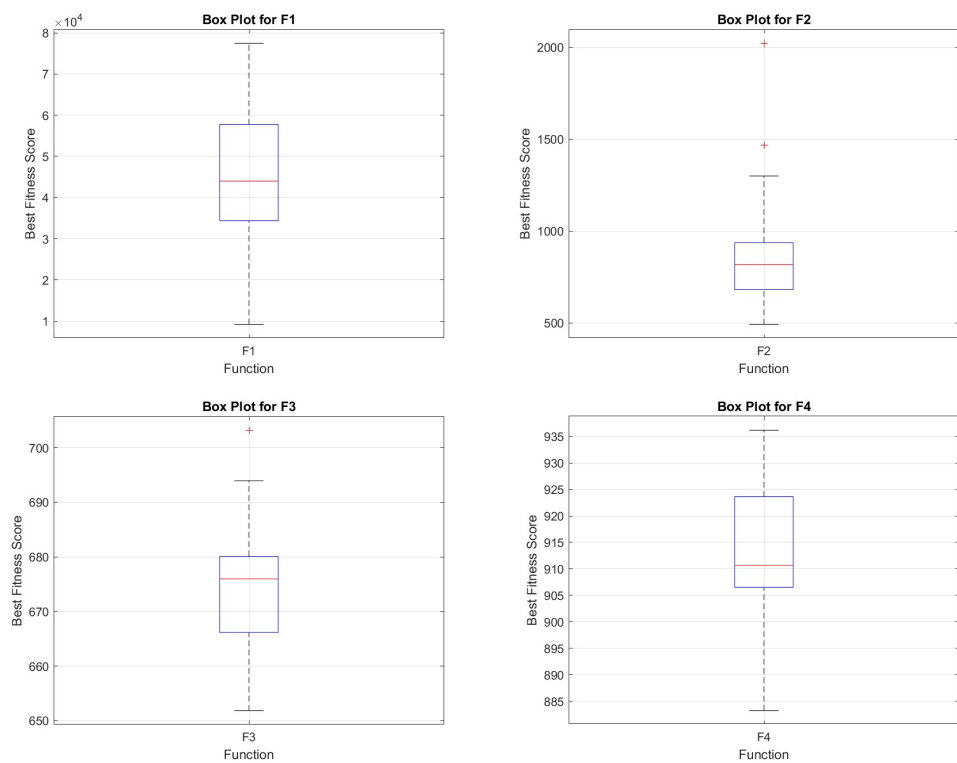 Box Plot for F1
×10⁴
8
7
6
5
4
3
2
1
Best Fitness Score
F1
Function
Box Plot for F2
2000
1500
1000
500
Best Fitness Score
F2
Function
Box Plot for F3
700
690
680
670
660
650
Best Fitness Score
F3
Function
Box Plot for F4
935
930
925
920
915
910
905
900
895
890
885
Best Fitness Score
F4
Function